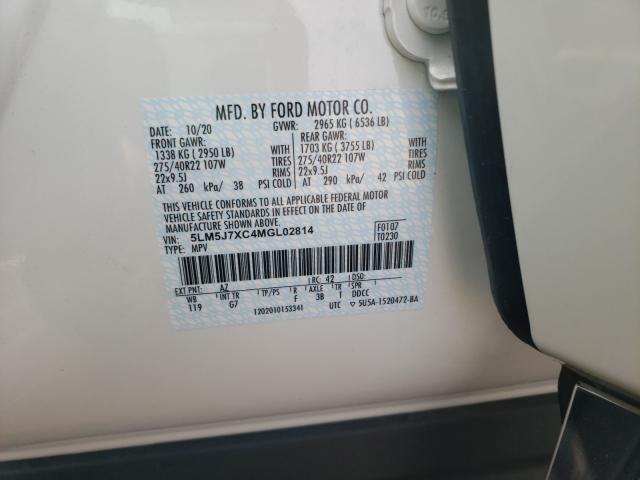 MFD. BY FORD MOTOR CO.
DATE: 10/20 GVWR: 2965 KG ( 6536 LB)
FRONT GAWR: REAR GAWR:
1338 KG ( 2950 LB) WITH 1703 KG ( 3755 LB) WITH
275/40R22 107W TIRES 275/40R22 107W TIRES
22x9.5J RIMS 22x9.5J RIMS
AT 260 kPa/ 38 PSI COLD AT 290 kPa/ 42 PSI COLD
THIS VEHICLE CONFORMS TO ALL APPLICABLE FEDERAL MOTOR
VEHICLE SAFETY STANDARDS IN EFFECT ON THE DATE OF
MANUFACTURE SHOWN ABOVE.
VIN: 5LM5J7XC4MGL02814 F0107
TYPE: MPV T0230
EXT PNT: AZ RC: 42 DSO:
WB INT TR TP/PS R AXLE TR SPR
119 G7 F 3B 1 DDCC
1202010153341 UTC ▽ 5U5A-1520472-BA